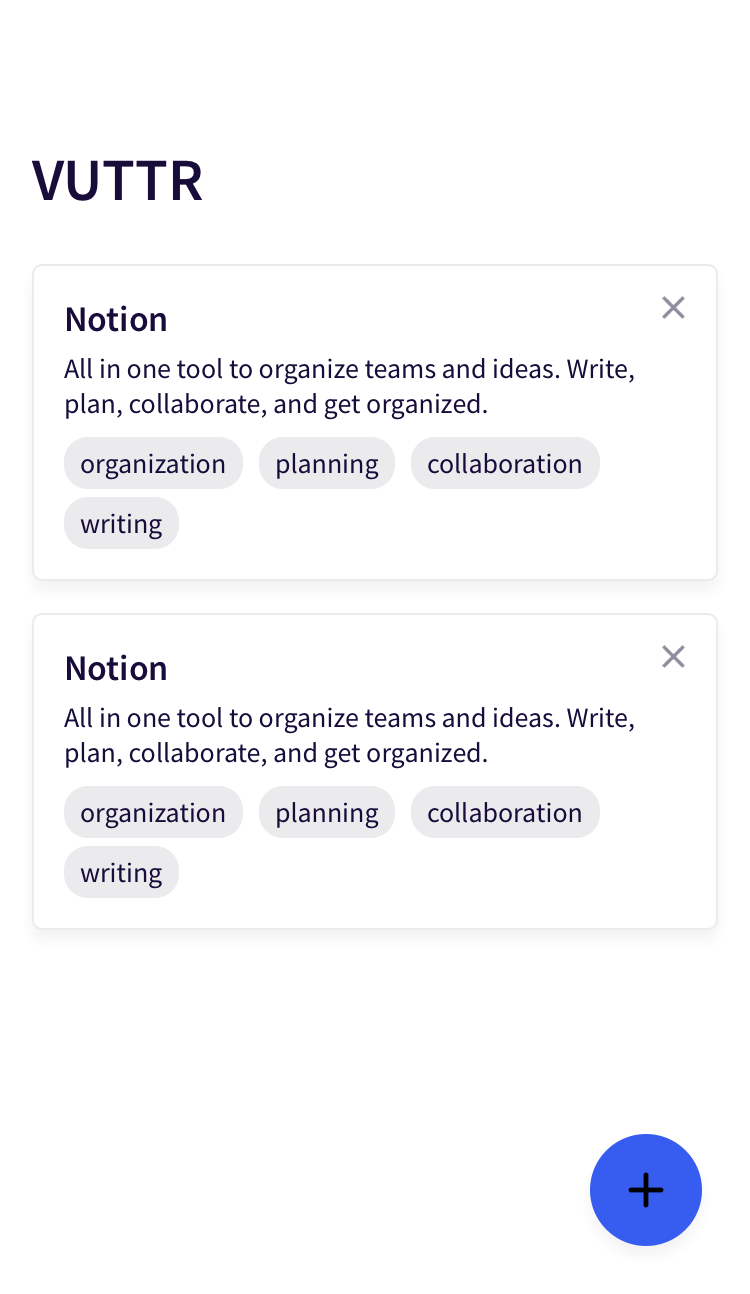 VUTTR
Notion
All in one tool to organize teams and ideas. Write,
plan, collaborate, and get organized.
organization planning collaboration
writing
Notion
All in one tool to organize teams and ideas. Write,
plan, collaborate, and get organized.
organization planning collaboration
writing